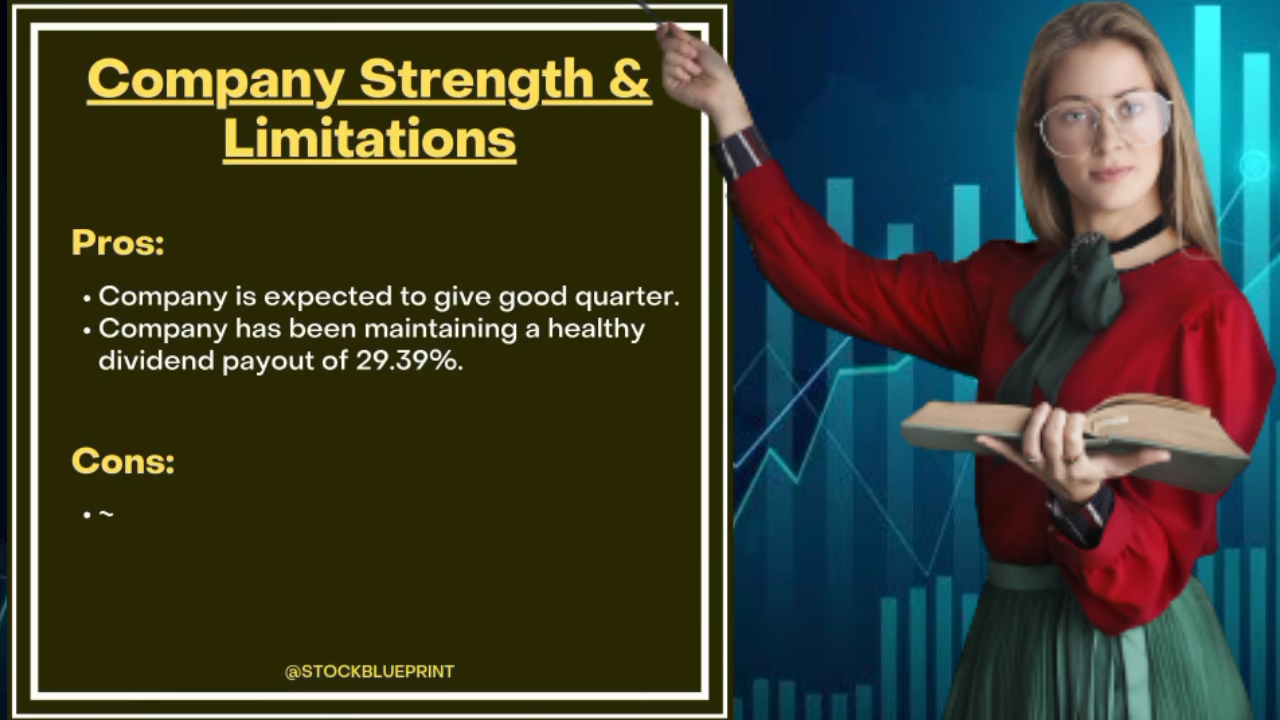 Company Strength &
Limitations
Pros:
• Company is expected to give good quarter.
• Company has been maintaining a healthy
dividend payout of 29.39%.
Cons:
• ~
@STOCKBLUEPRINT